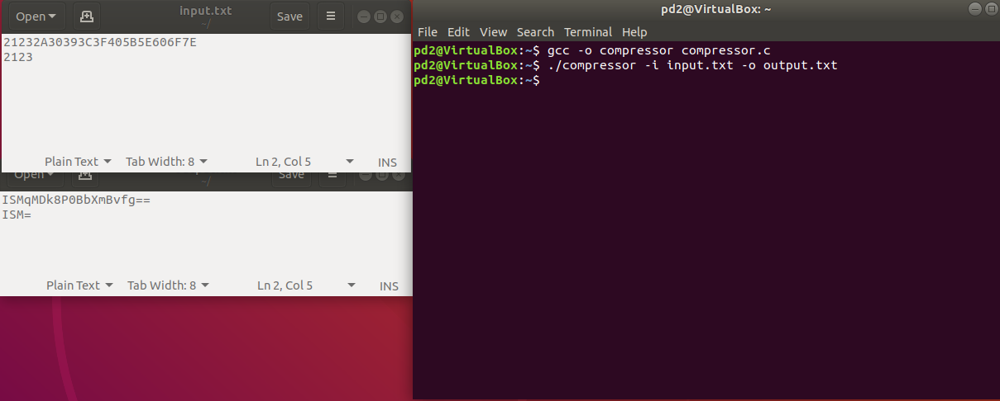 Open
input.txt
~/
Save
21232A30393C3F405B5E606F7E
2123
Plain Text
Tab Width: 8
Ln 2, Col 5
INS
Open
~/
Save
ISMqMDk8P0BbXmBvfg==
ISM=
Plain Text
Tab Width: 8
Ln 2, Col 5
INS
pd2@VirtualBox: ~
File Edit View Search Terminal Help
pd2@VirtualBox:~$ gcc -o compressor compressor.c
pd2@VirtualBox:~$ ./compressor -i input.txt -o output.txt
pd2@VirtualBox:~$